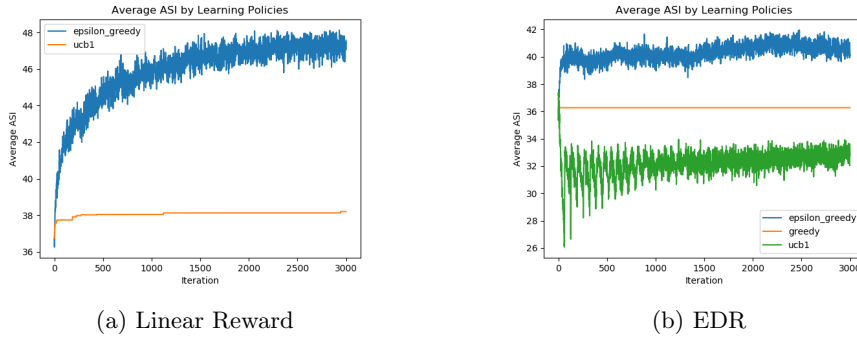 Average ASI by Learning Policies
epsilon_greedy
ucb1
48
46
44
42
40
38
36
Average ASI
0 500 1000 1500 2000 2500 3000
Iteration
(a) Linear Reward
Average ASI by Learning Policies
42
40
38
36
34
32
30
28
26
Average ASI
epsilon_greedy
greedy
ucb1
0 500 1000 1500 2000 2500 3000
Iteration
(b) EDR